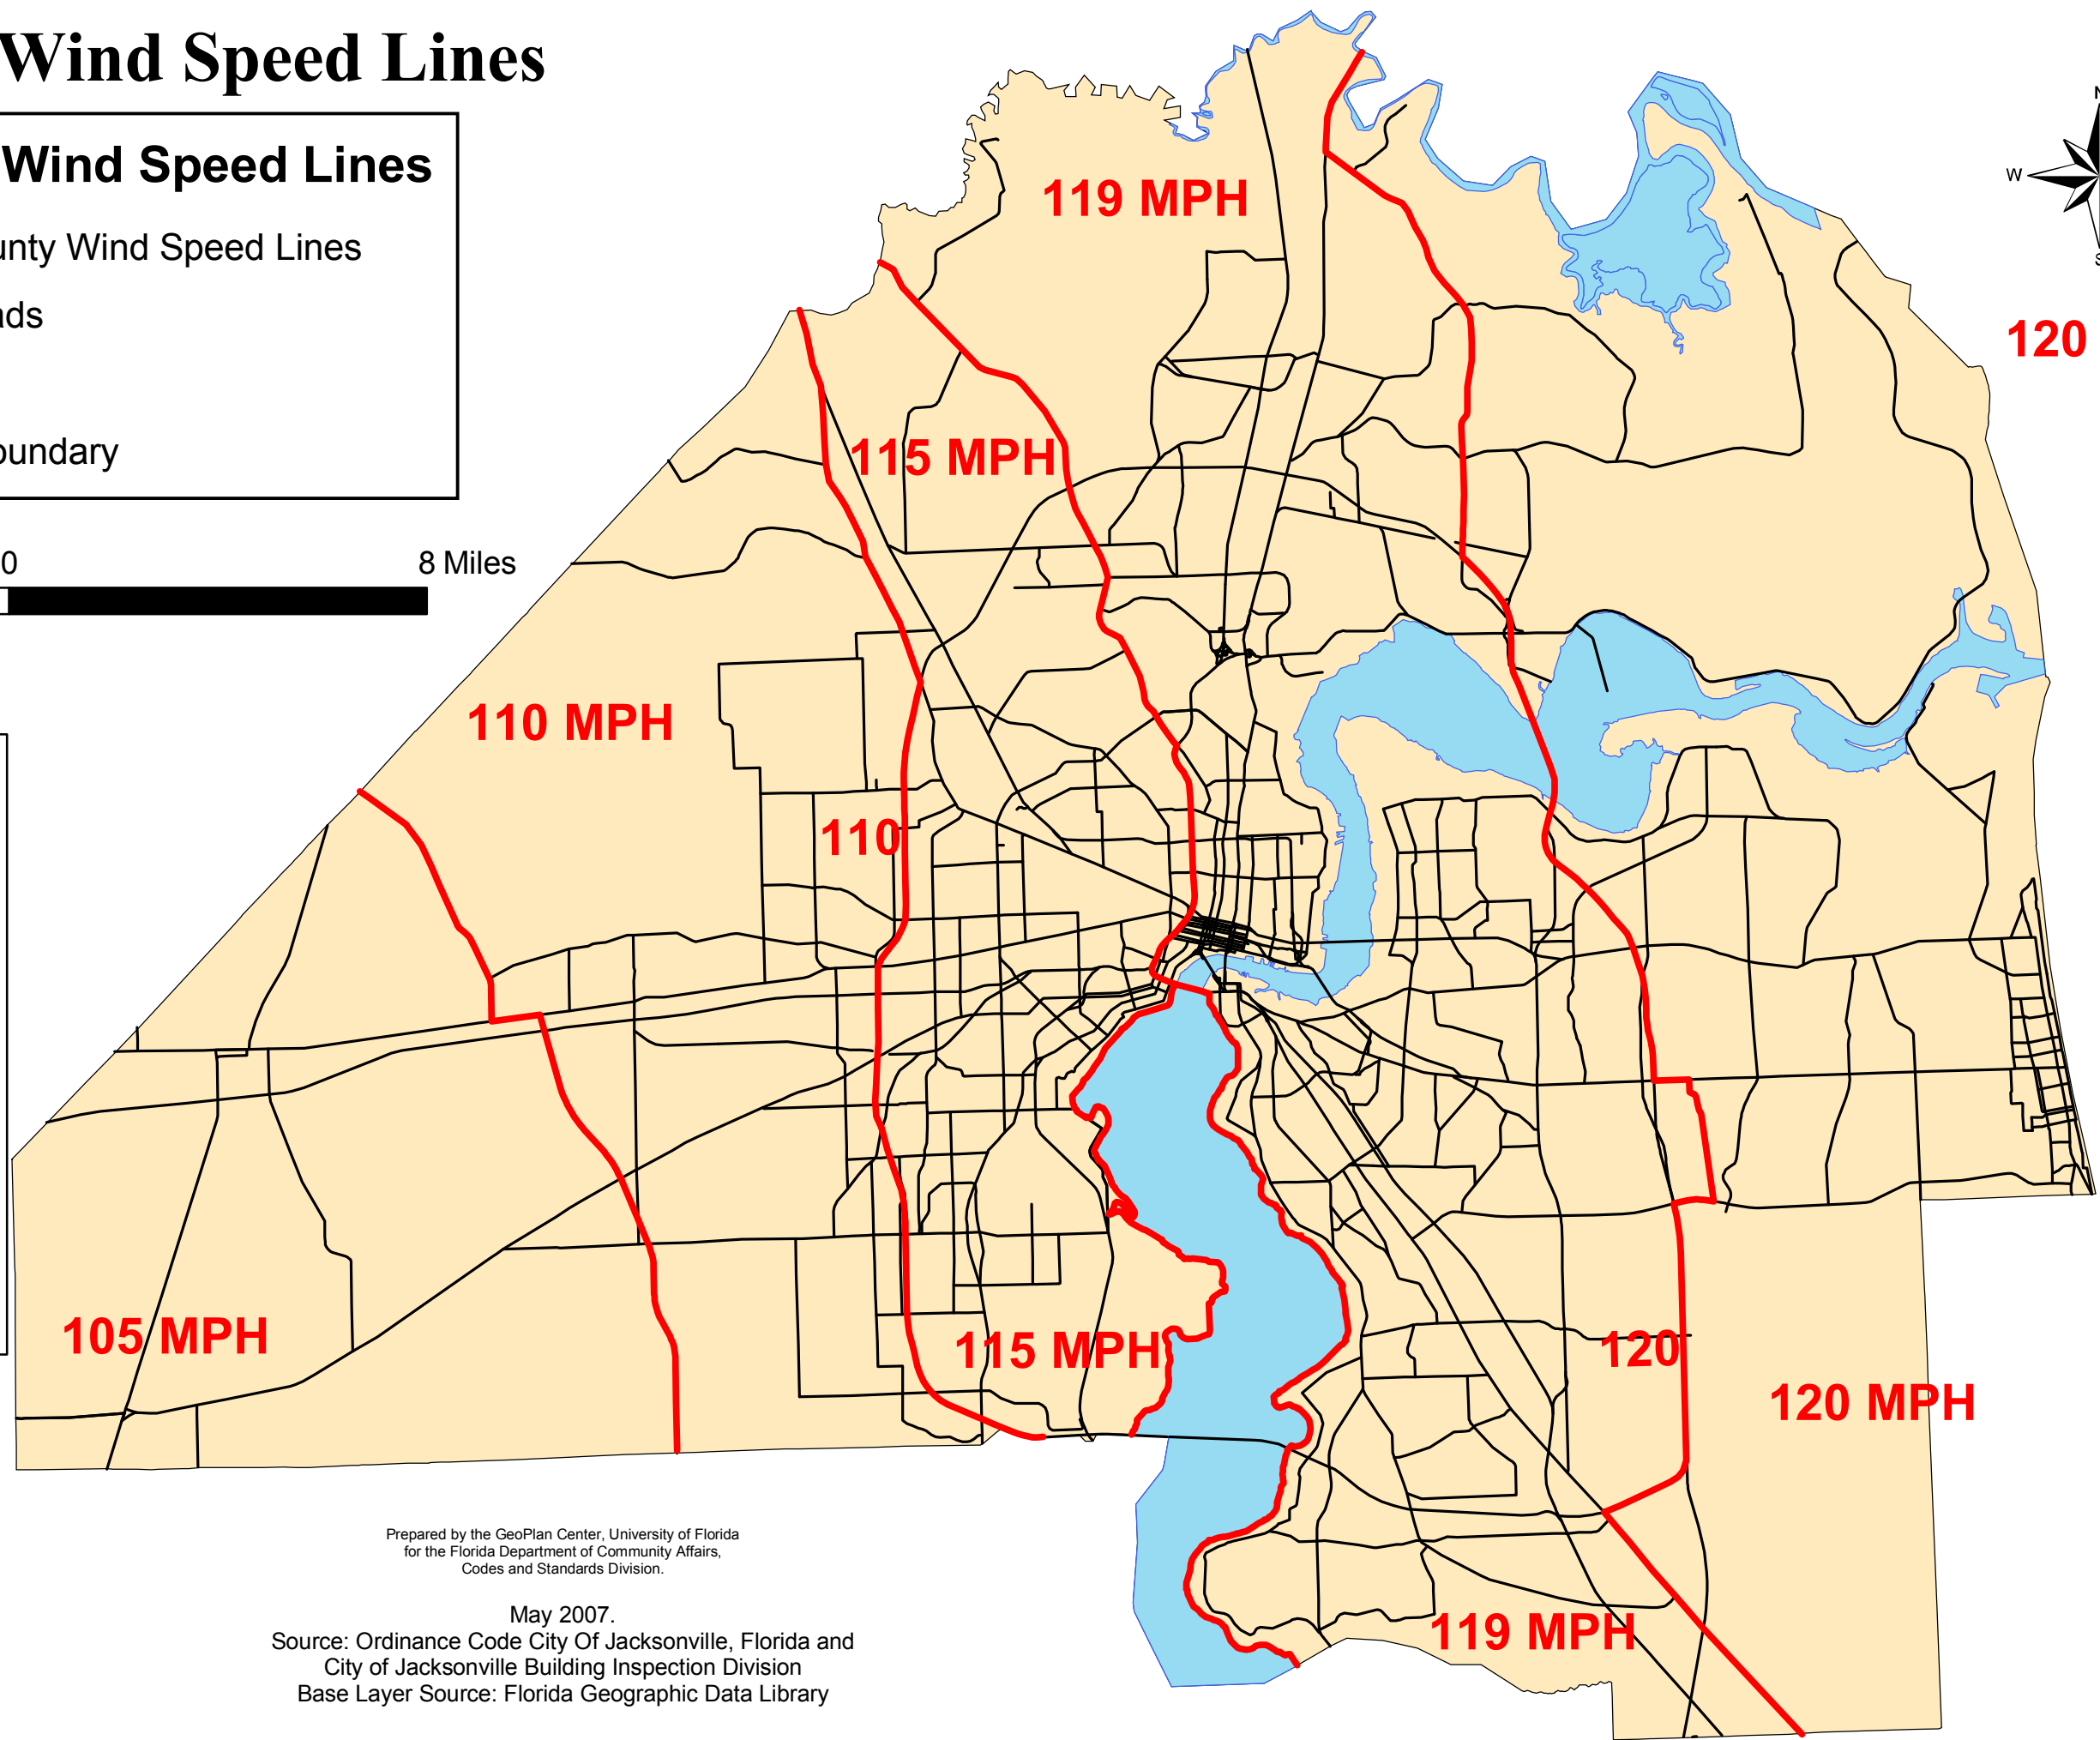 Wind Speed Lines
Wind Speed Lines
unty Wind Speed Lines
ads
oundary
0 8 Miles
N
W
S
119 MPH
120
115 MPH
110 MPH
110
105 MPH
115 MPH
120
120 MPH
119 MPH
Prepared by the GeoPlan Center, University of Florida
for the Florida Department of Community Affairs,
Codes and Standards Division.
May 2007.
Source: Ordinance Code City Of Jacksonville, Florida and
City of Jacksonville Building Inspection Division
Base Layer Source: Florida Geographic Data Library